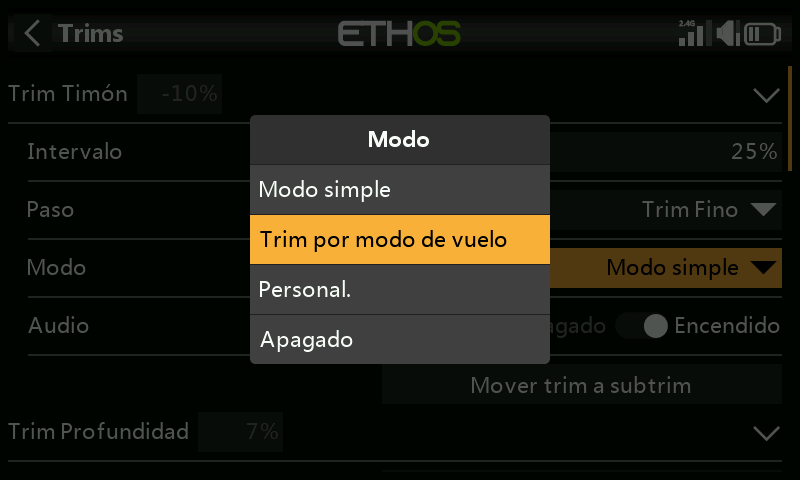 Trims
ETHOS
2.4G
Trim Timón -10%
Modo
Intervalo 25%
Modo simple
Paso Trim Fino
Trim por modo de vuelo
Modo Modo simple
Personal.
Audio agado Encendido
Apagado
Mover trim a subtrim
Trim Profundidad 7%